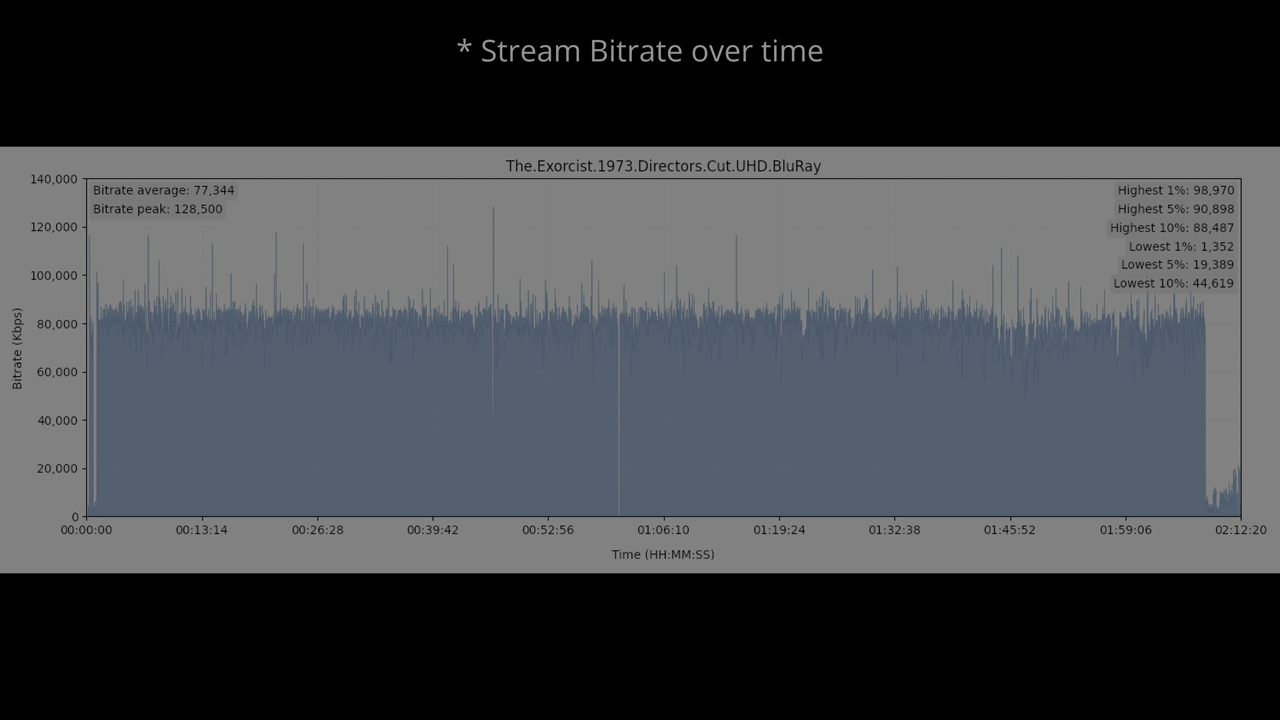 * Stream Bitrate over time
The.Exorcist.1973.Directors.Cut.UHD.BluRay
Bitrate average: 77,344
Bitrate peak: 128,500
Highest 1%: 98,970
Highest 5%: 90,898
Highest 10%: 88,487
Lowest 1%: 1,352
Lowest 5%: 19,389
Lowest 10%: 44,619
140,000
120,000
100,000
80,000
60,000
40,000
20,000
0
Bitrate (Kbps)
00:00:00 00:13:14 00:26:28 00:39:42 00:52:56 01:06:10 01:19:24 01:32:38 01:45:52 01:59:06 02:12:20
Time (HH:MM:SS)